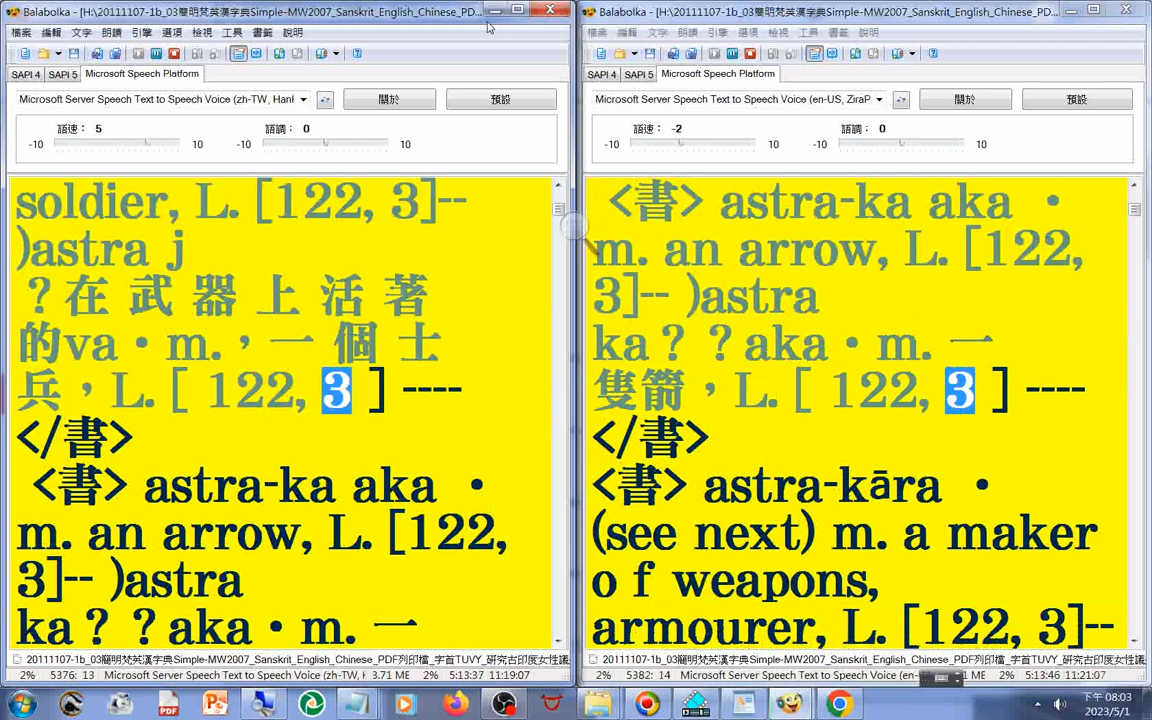 Balabolka - [H:\20111107-1b_03簡明梵英漢字典Simple-MW2007_Sanskrit_English_Chinese_PD...
檔案 編輯 文字 朗讀 引擎 選項 檢視 工具 書籤 說明
SAPI 4 SAPI 5 Microsoft Speech Platform
Microsoft Server Speech Text to Speech Voice (zh-TW, Hanl
關於 預設
語速： 5 語調： 0
-10 10 -10 10
soldier, L. [122, 3]--
)astra j
？在 武 器 上 活 著
的va・m.，一 個 士
兵，L. [ 122, 3 ] ----
</書>
<書> astra-ka aka ・
m. an arrow, L. [122,
3]-- )astra
ka？？aka・m. 一
20111107-1b_03簡明梵英漢字典Simple-MW2007_Sanskrit_English_Chinese_PDF列印檔_字首TUVY_研究古印度女性議
2% 5376: 13 Microsoft Server Speech Text to Speech Voice (zh-TW, H 3.71 MB 2% 5:13:37 11:19:07
Balabolka - [H:\20111107-1b_03簡明梵英漢字典Simple-MW2007_Sanskrit_English_Chinese_PD...
檔案 編輯 文字 朗讀 引擎 選項 檢視 工具 書籤 說明
SAPI 4 SAPI 5 Microsoft Speech Platform
Microsoft Server Speech Text to Speech Voice (en-US, ZiraP
關於 預設
語速： -2 語調： 0
-10 10 -10 10
<書> astra-ka aka ・
m. an arrow, L. [122,
3]-- )astra
ka？？aka・m. 一
隻箭，L. [ 122, 3 ] ----
</書>
<書> astra-kāra ・
(see next) m. a maker
o f weapons,
armourer, L. [122, 3]--
20111107-1b_03簡明梵英漢字典Simple-MW2007_Sanskrit_English_Chinese_PDF列印檔_字首TUVY_研究古印度女性議
2% 5382: 14 Microsoft Server Speech Text to Speech Voice 2% 5:13:46 11:21:07
下午 08:03
2023/5/1